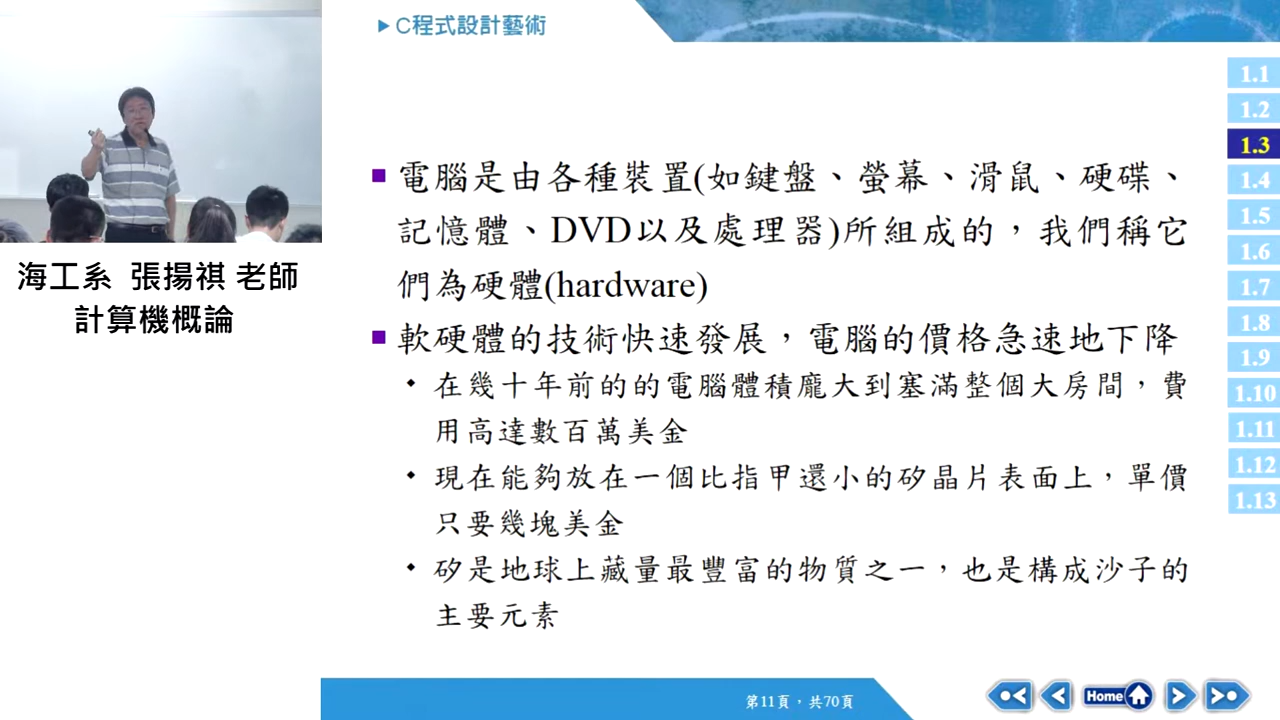 C程式設計藝術
海工系 張揚祺 老師
計算機概論
電腦是由各種裝置(如鍵盤、螢幕、滑鼠、硬碟、
記憶體、DVD以及處理器)所組成的，我們稱它
們為硬體(hardware)
軟硬體的技術快速發展，電腦的價格急速地下降
在幾十年前的的電腦體積龐大到塞滿整個大房間，費
用高達數百萬美金
現在能夠放在一個比指甲還小的矽晶片表面上，單價
只要幾塊美金
矽是地球上藏量最豐富的物質之一，也是構成沙子的
主要元素
1.1
1.2
1.3
1.4
1.5
1.6
1.7
1.8
1.9
1.10
1.11
1.12
1.13
第11頁，共70頁
Home